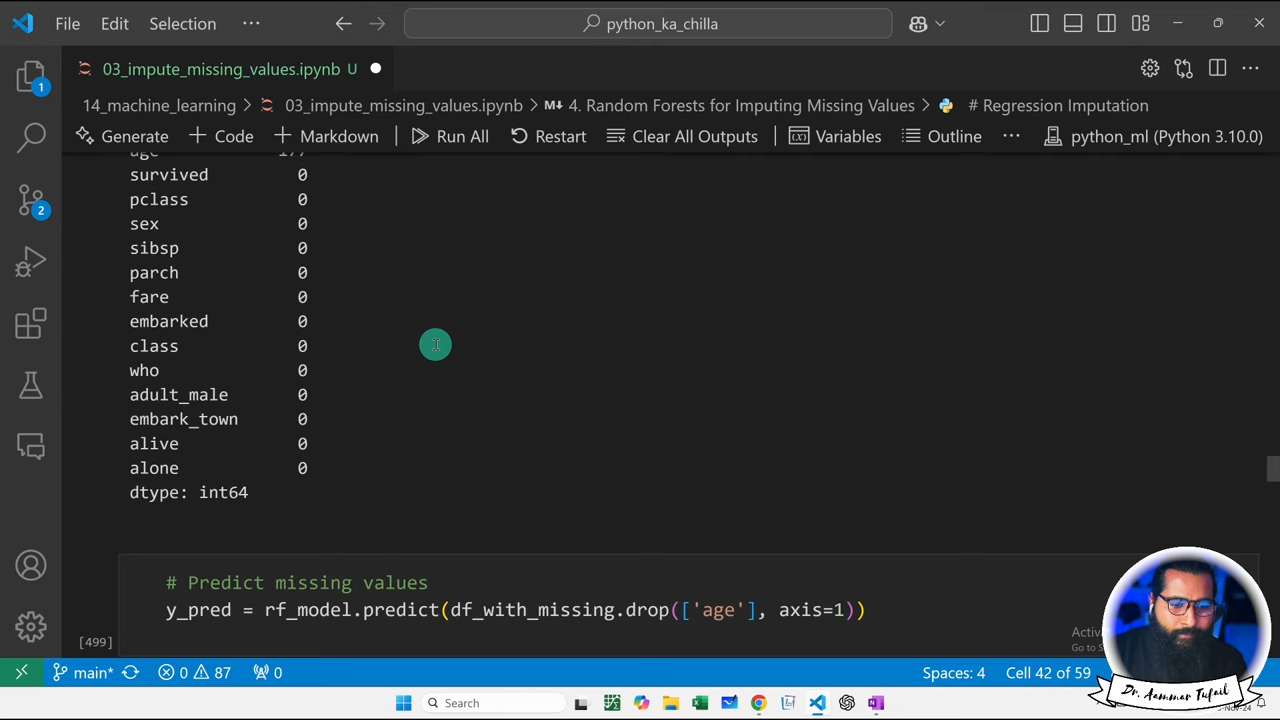 File Edit Selection ··· python_ka_chilla
03_impute_missing_values.ipynb U
14_machine_learning > 03_impute_missing_values.ipynb > M↓ 4. Random Forests for Imputing Missing Values > # Regression Imputation
Generate + Code + Markdown Run All Restart Clear All Outputs Variables Outline ··· python_ml (Python 3.10.0)
age 177
survived 0
pclass 0
sex 0
sibsp 0
parch 0
fare 0
embarked 0
class 0
who 0
adult_male 0
embark_town 0
alive 0
alone 0
dtype: int64
# Predict missing values
y_pred = rf_model.predict(df_with_missing.drop(['age'], axis=1))
[499]
1
2
Dr. Aammar Tufail
main* 0 87 0 Spaces: 4 Cell 42 of 59
Search